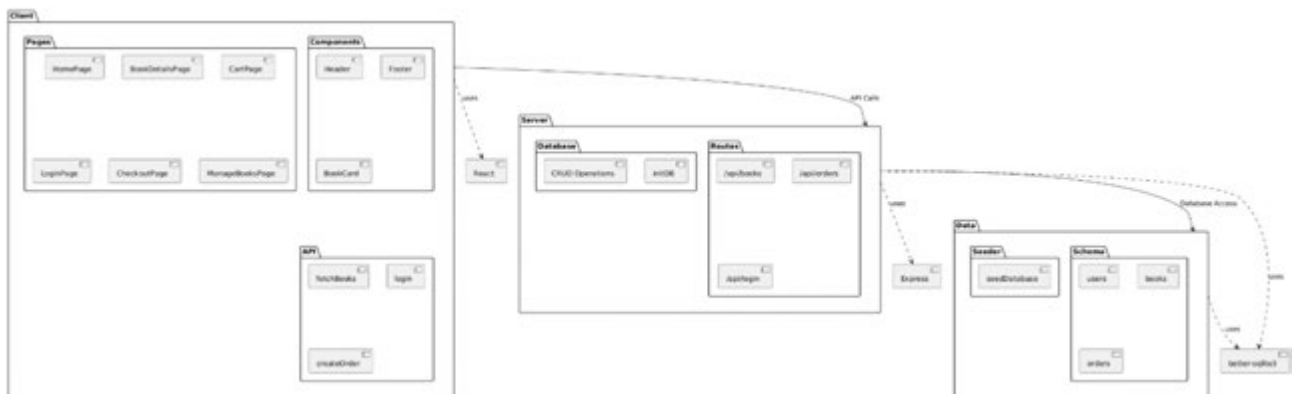 Client
Pages
HomePage
BookDetailsPage
CartPage
LoginPage
CheckoutPage
ManageBooksPage
Components
Header
Footer
BookCard
API
fetchBooks
login
createOrder
uses
React
API Calls
Server
Database
CRUD Operations
initDB
Routes
/api/books
/api/orders
/api/login
uses
Express
Database Access
uses
Data
Seeder
seedDatabase
Schema
users
books
orders
uses
better-sqlite3